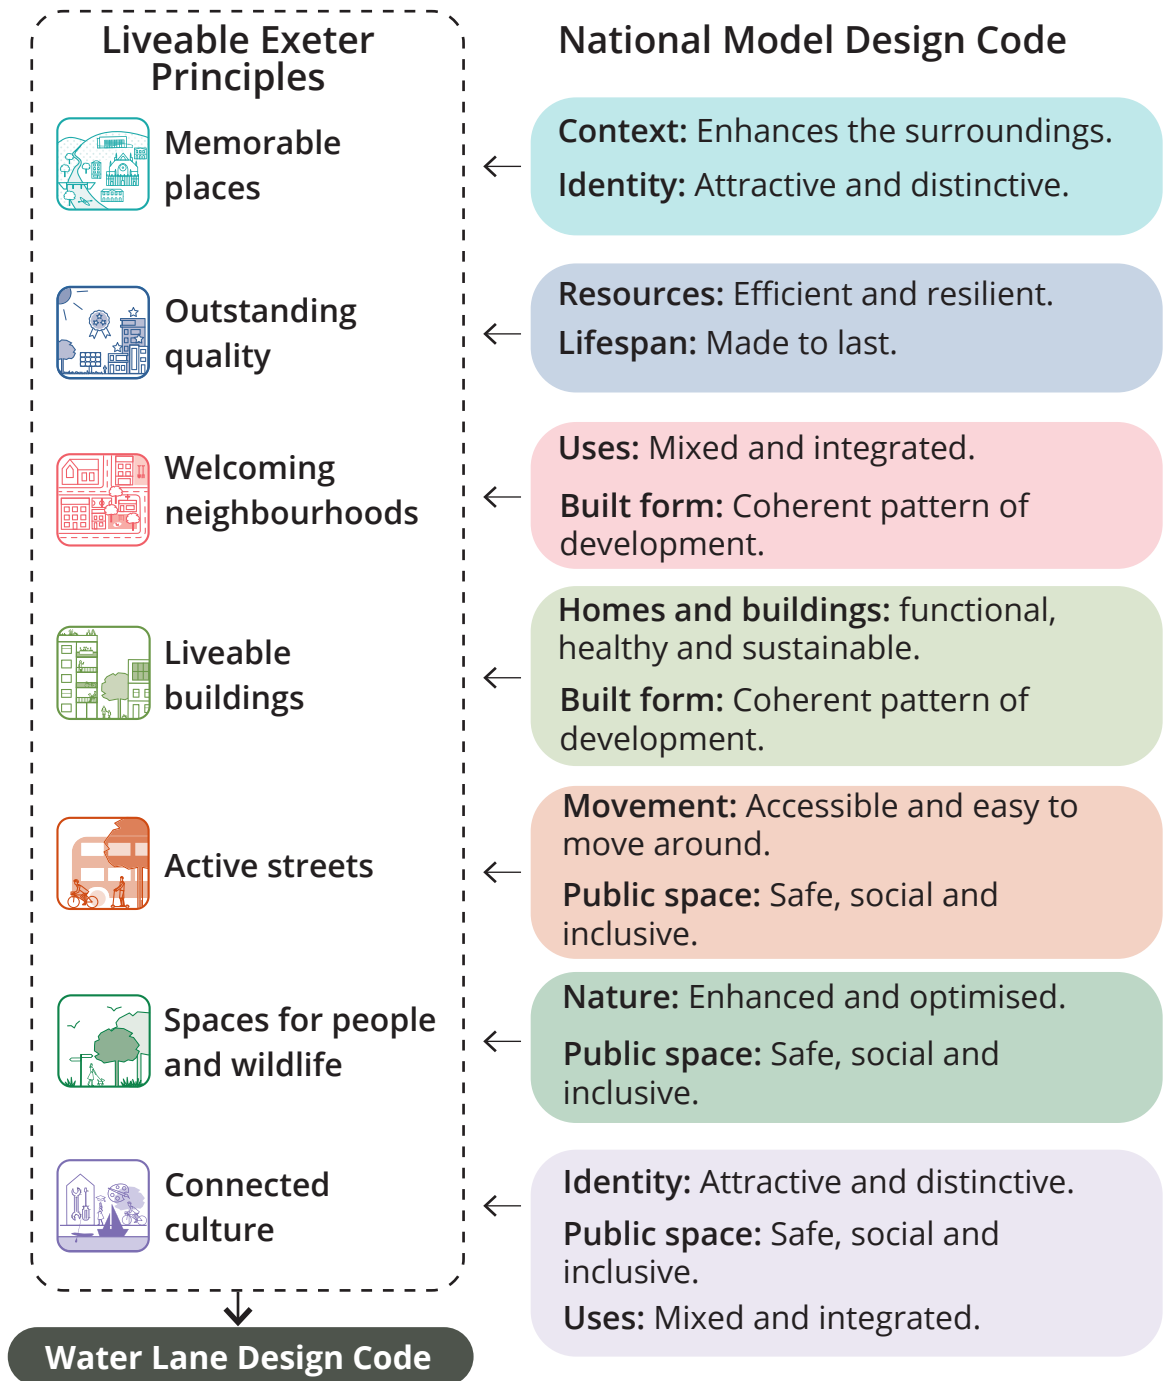 Liveable Exeter
Principles
National Model Design Code
Memorable
places
Context: Enhances the surroundings.
Identity: Attractive and distinctive.
Outstanding
quality
Resources: Efficient and resilient.
Lifespan: Made to last.
Welcoming
neighbourhoods
Uses: Mixed and integrated.
Built form: Coherent pattern of
development.
Liveable
buildings
Homes and buildings: functional,
healthy and sustainable.
Built form: Coherent pattern of
development.
Active streets
Movement: Accessible and easy to
move around.
Public space: Safe, social and
inclusive.
Spaces for people
and wildlife
Nature: Enhanced and optimised.
Public space: Safe, social and
inclusive.
Connected
culture
Identity: Attractive and distinctive.
Public space: Safe, social and
inclusive.
Uses: Mixed and integrated.
Water Lane Design Code